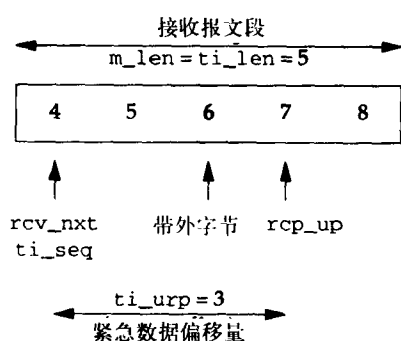 接收报文段
m_len=ti_len=5
4 5 6 7 8
rcv_nxt 带外字节 rcp_up
ti_seq
ti_urp=3
紧急数据偏移量